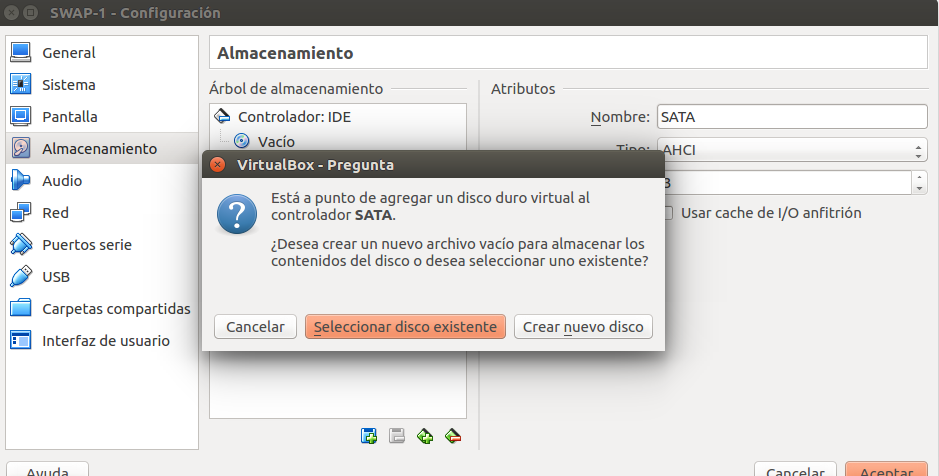 SWAP-1 - Configuración
General
Sistema
Pantalla
Almacenamiento
Audio
Red
Puertos serie
USB
Carpetas compartidas
Interfaz de usuario
Almacenamiento
Árbol de almacenamiento
Controlador: IDE
Vacío
Atributos
Nombre: SATA
Tipo: AHCI
3
Usar cache de I/O anfitrión
VirtualBox - Pregunta
Está a punto de agregar un disco duro virtual al
controlador SATA.
¿Desea crear un nuevo archivo vacío para almacenar los
contenidos del disco o desea seleccionar uno existente?
Cancelar
Seleccionar disco existente
Crear nuevo disco
Ayuda
Cancelar
Aceptar